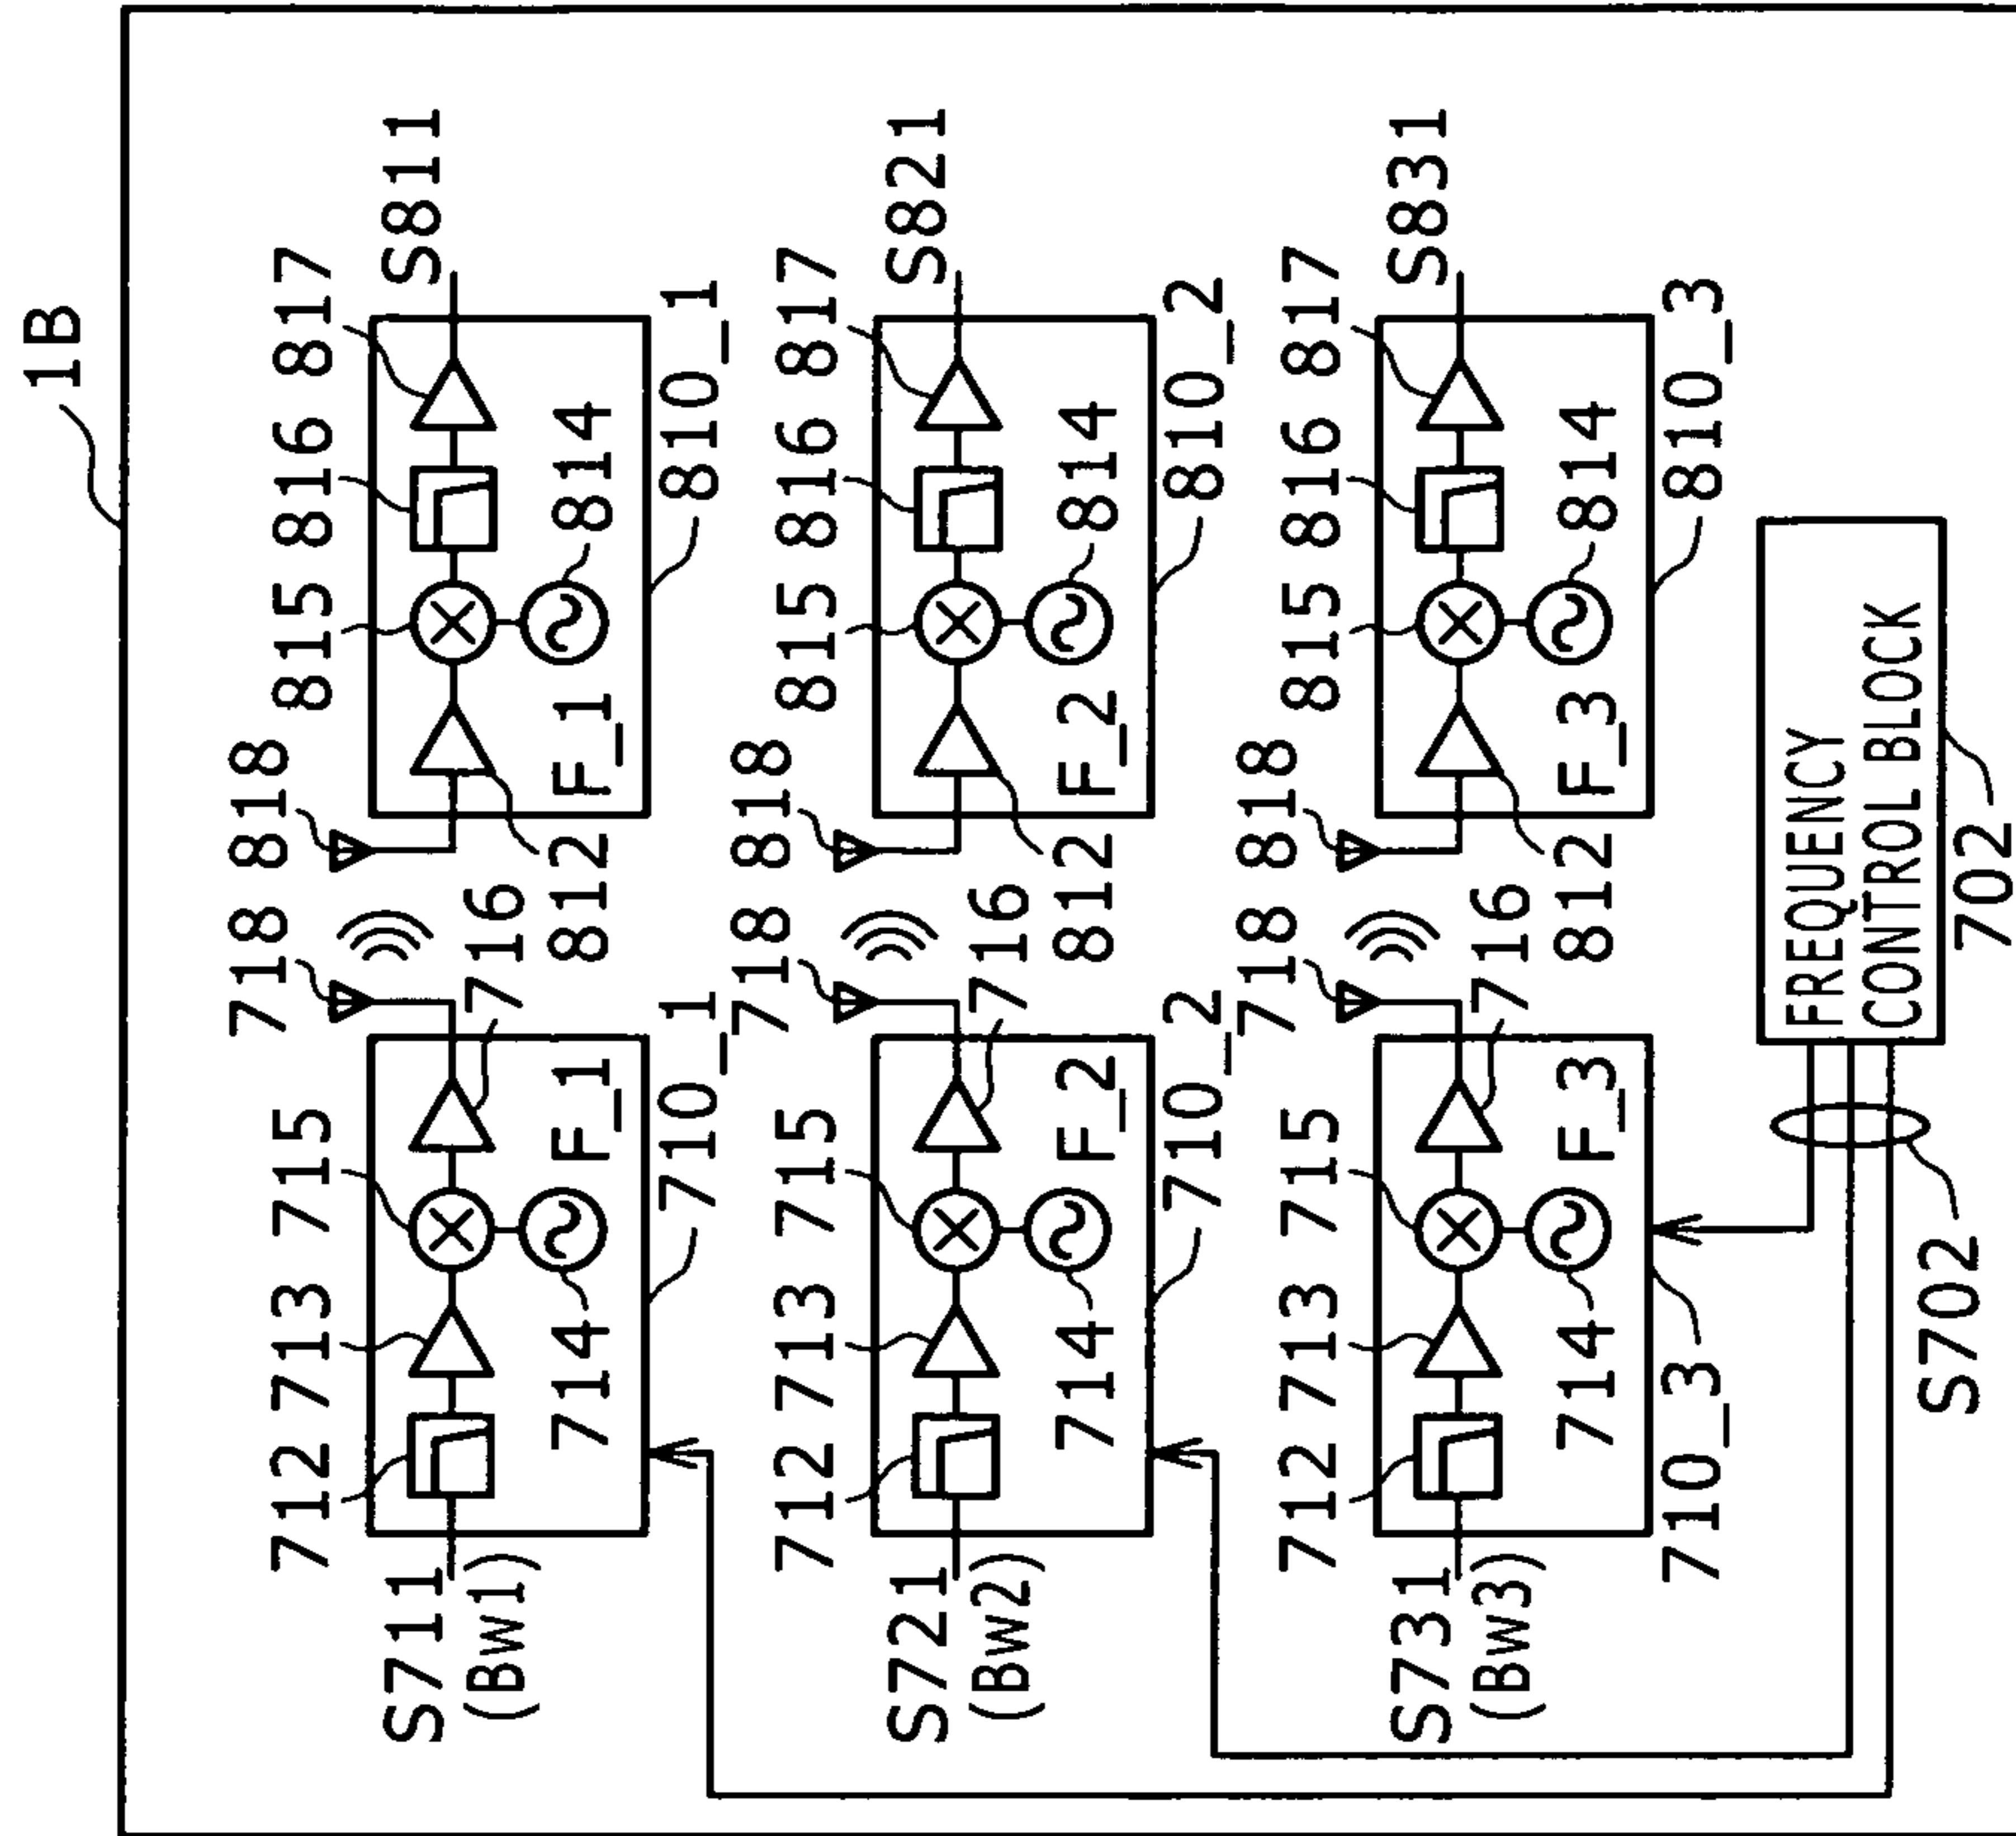 1B
718 818
712 713 715 815 816 817
S711
(Bw1)
S811
716
714 F_1 812 F_1 814
710_1 810_1
718 818
712 713 715 815 816 817
S721
(Bw2)
S821
716
714 F_2 812 F_2 814
710_2 810_2
718 818
712 713 715 815 816 817
S731
(Bw3)
S831
716
714 F_3 812 F_3 814
710_3 810_3
FREQUENCY
CONTROL BLOCK
S702 702